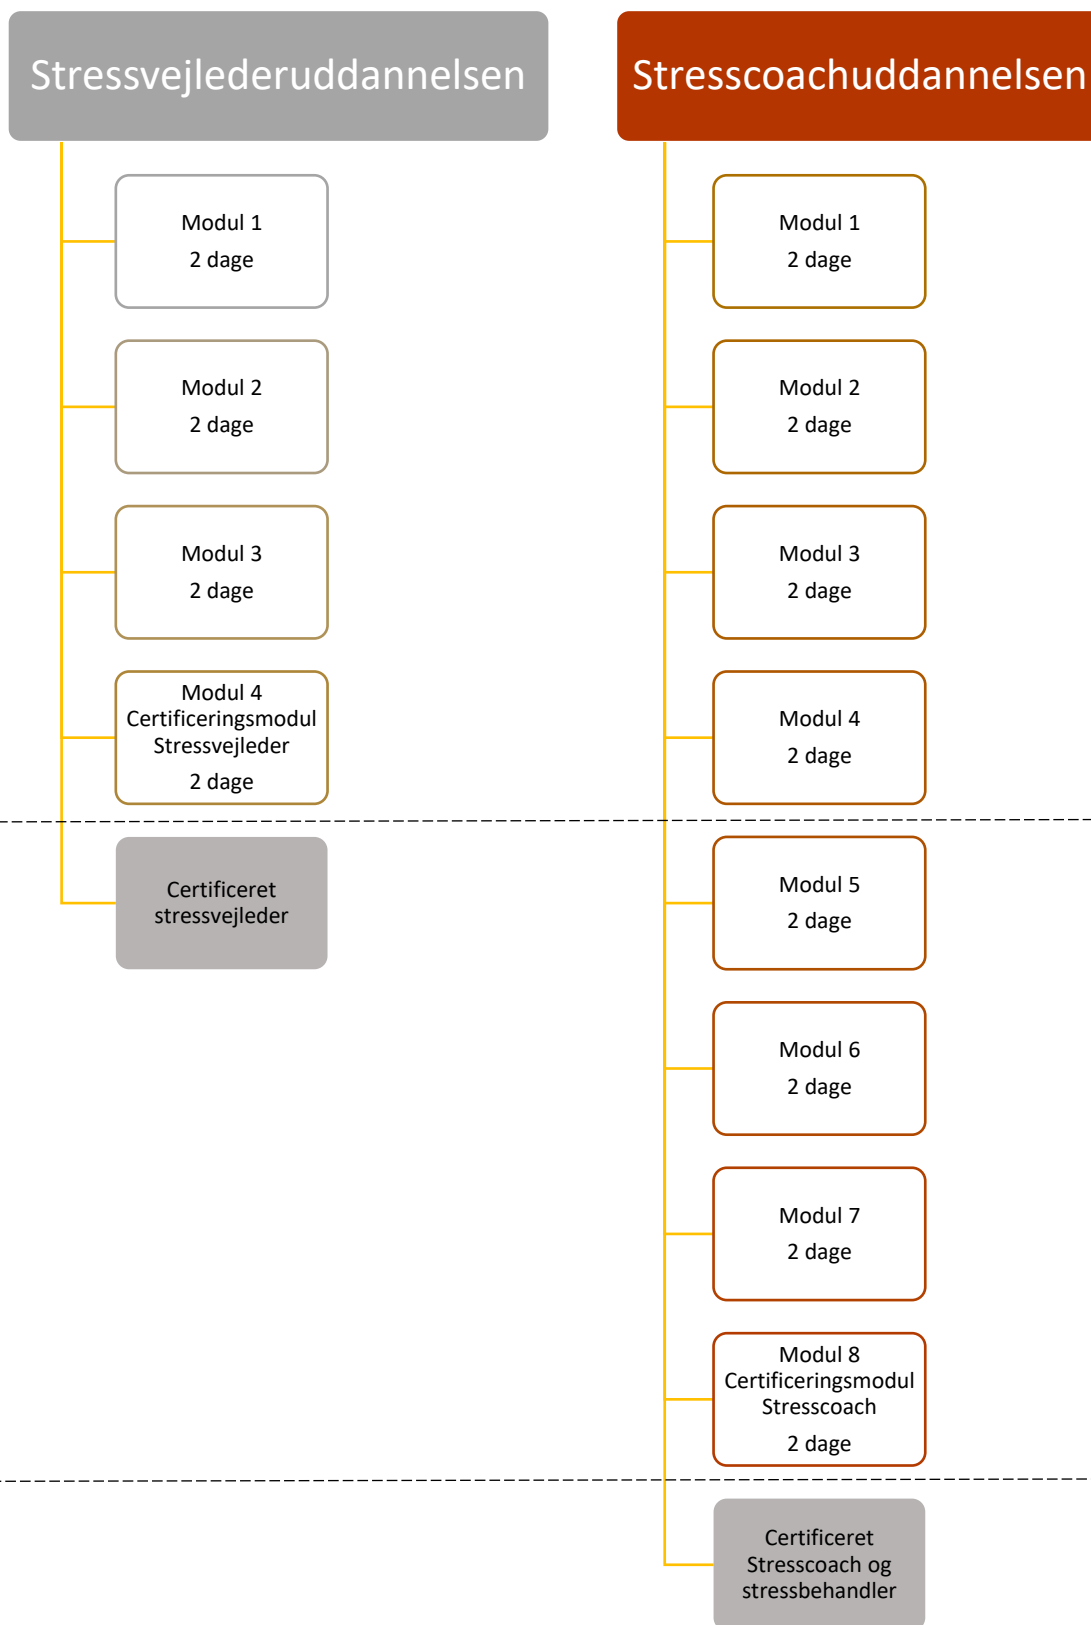 Stressvejlederuddannelsen
Modul 1
2 dage
Modul 2
2 dage
Modul 3
2 dage
Modul 4
Certificeringsmodul
Stressvejleder
2 dage
Certificeret
stressvejleder
Stresscoachuddannelsen
Modul 1
2 dage
Modul 2
2 dage
Modul 3
2 dage
Modul 4
2 dage
Modul 5
2 dage
Modul 6
2 dage
Modul 7
2 dage
Modul 8
Certificeringsmodul
Stresscoach
2 dage
Certificeret
Stresscoach og
stressbehandler